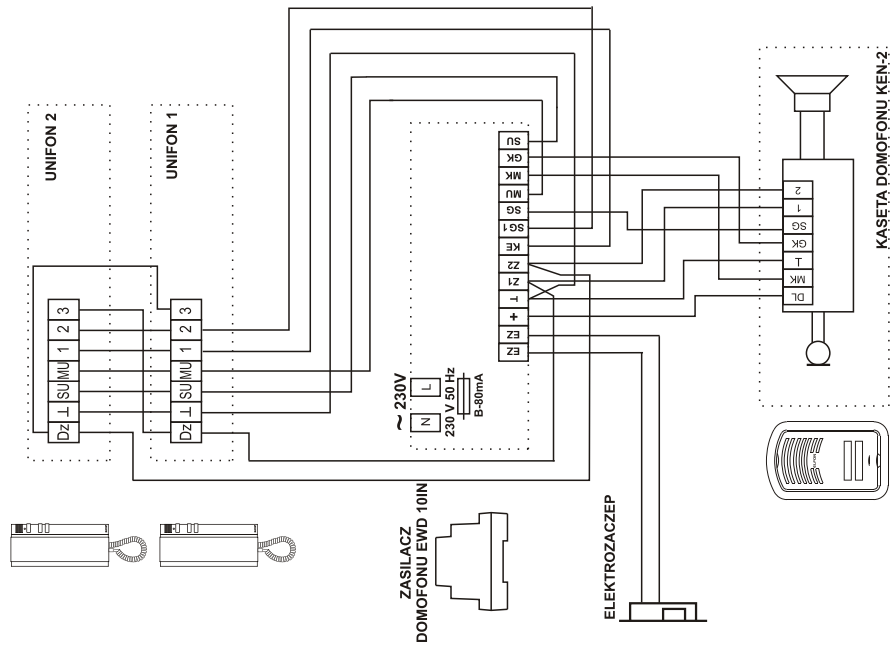 UNIFON 2
3
2
1
MU
SU
⊥
Dz
UNIFON 1
3
2
1
MU
SU
⊥
Dz
SU
GK
MK
MU
SG
SG1
KE
Z2
Z1
⊥
+
EZ
EZ
~ 230V
L
N
230 V 50 Hz
B-80mA
ZASILACZ
DOMOFONU EWD 10IN
ELEKTROZACZEP
KASETA DOMOFONU KEN-2
2
1
SG
GK
⊥
MK
DL